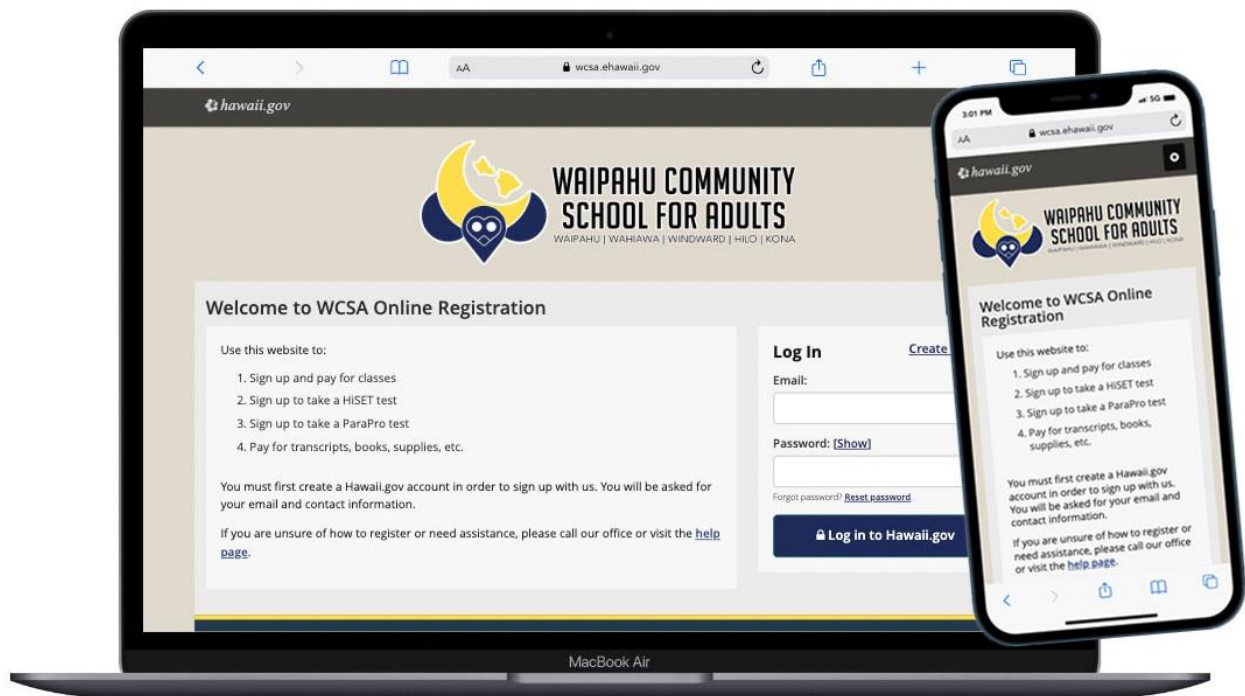 AA
wcsa.ehawaii.gov
hawaii.gov
WAIPAHU COMMUNITY
SCHOOL FOR ADULTS
WAIPAHU | WAHIAWA | WINDWARD | HILO | KONA
Welcome to WCSA Online Registration
Use this website to:
1. Sign up and pay for classes
2. Sign up to take a HiSET test
3. Sign up to take a ParaPro test
4. Pay for transcripts, books, supplies, etc.
You must first create a Hawaii.gov account in order to sign up with us. You will be asked for
your email and contact information.
If you are unsure of how to register or need assistance, please call our office or visit the help
page.
Log In
Create
Email:
Password: [Show]
Forgot password? Reset password
Log in to Hawaii.gov
MacBook Air
3:01 PM
5G
AA
wcsa.ehawaii.gov
hawaii.gov
WAIPAHU COMMUNITY
SCHOOL FOR ADULTS
WAIPAHU | WAHIAWA | WINDWARD | HILO | KONA
Welcome to WCSA Online
Registration
Use this website to:
1. Sign up and pay for classes
2. Sign up to take a HiSET test
3. Sign up to take a ParaPro test
4. Pay for transcripts, books,
supplies, etc.
You must first create a Hawaii.gov
account in order to sign up with us.
You will be asked for your email and
contact information.
If you are unsure of how to register or
need assistance, please call our office
or visit the help page.